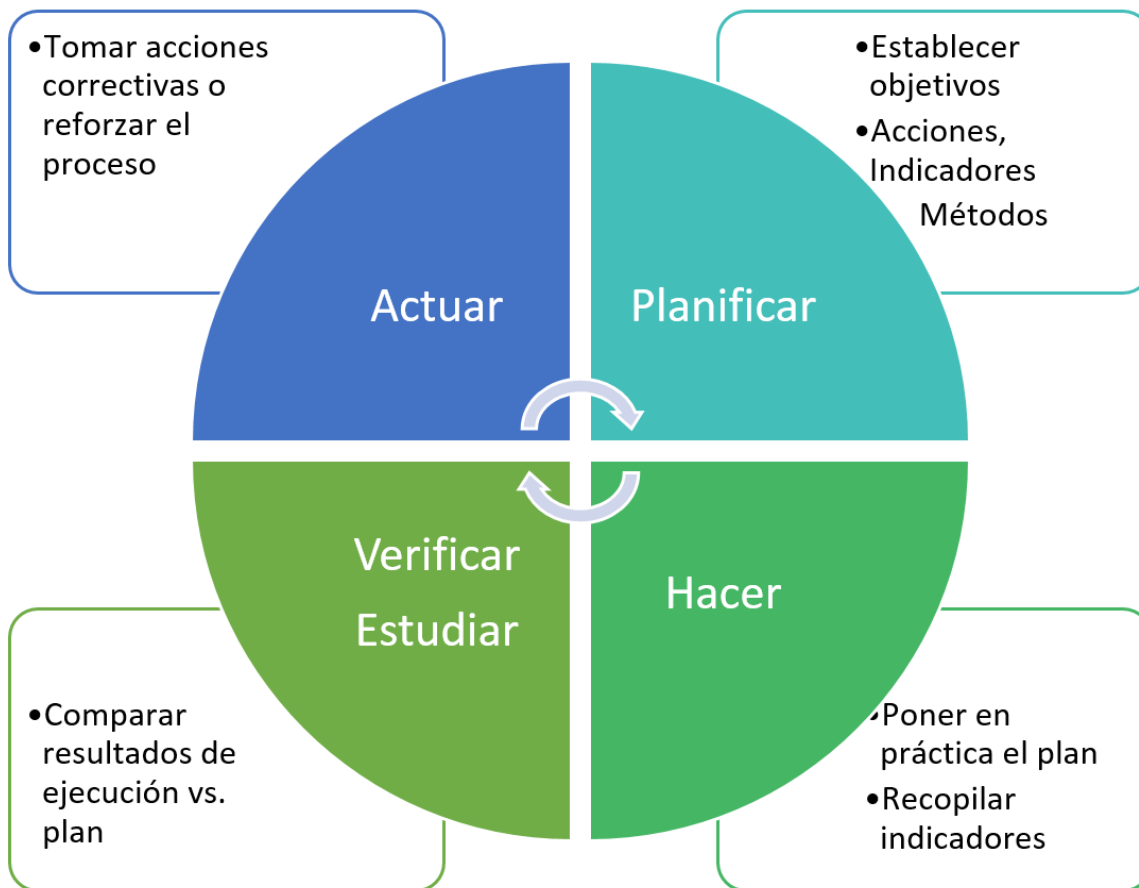 •Tomar acciones
correctivas o
reforzar el
proceso
•Establecer
objetivos
•Acciones,
Indicadores
Métodos
Actuar
Planificar
Verificar
Estudiar
Hacer
•Comparar
resultados de
ejecución vs.
plan
•Poner en
práctica el plan
•Recopilar
indicadores